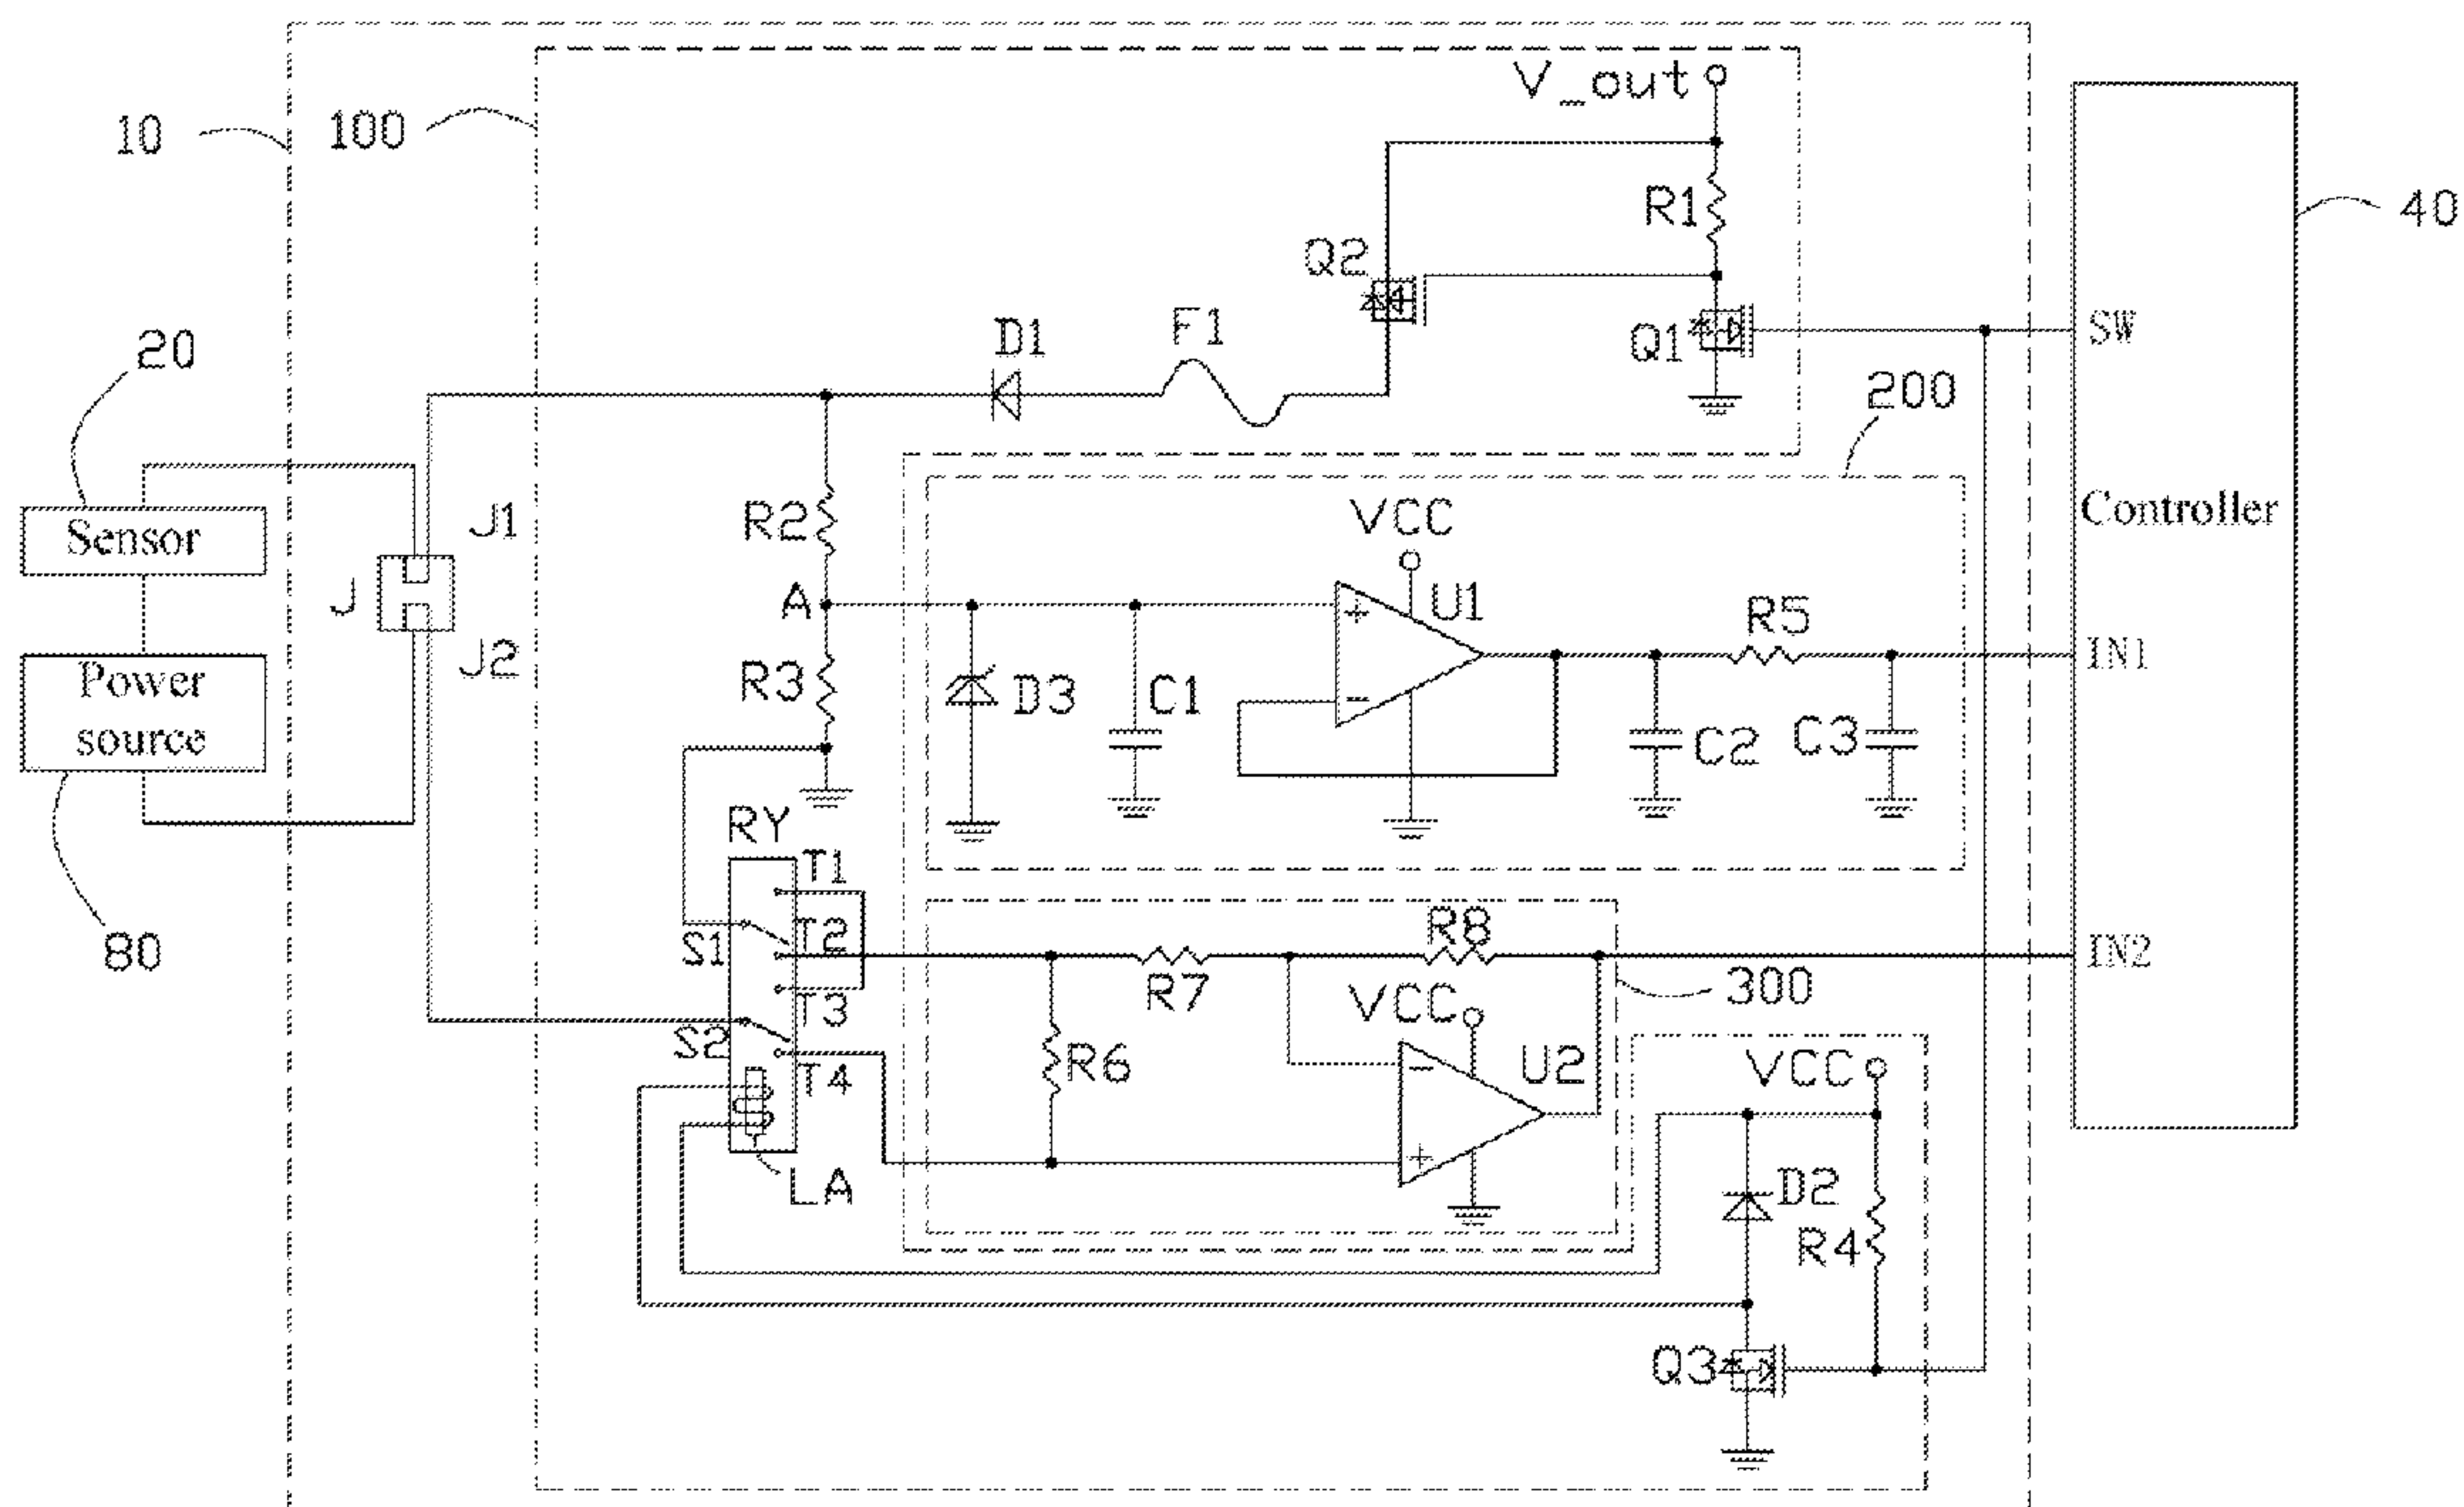 V_out
10
100
R1
40
Q2
F1
D1
Q1
SW
20
200
J1
R2
VCC
Sensor
Controller
J
A
+
U1
R5
IN1
J2
R3
Power
source
D3
C1
−
C2
C3
RY
T1
80
S1
T2
R8
IN2
R7
300
T3
VCC
S2
R6
−
U2
T4
VCC
+
LA
D2
R4
Q3